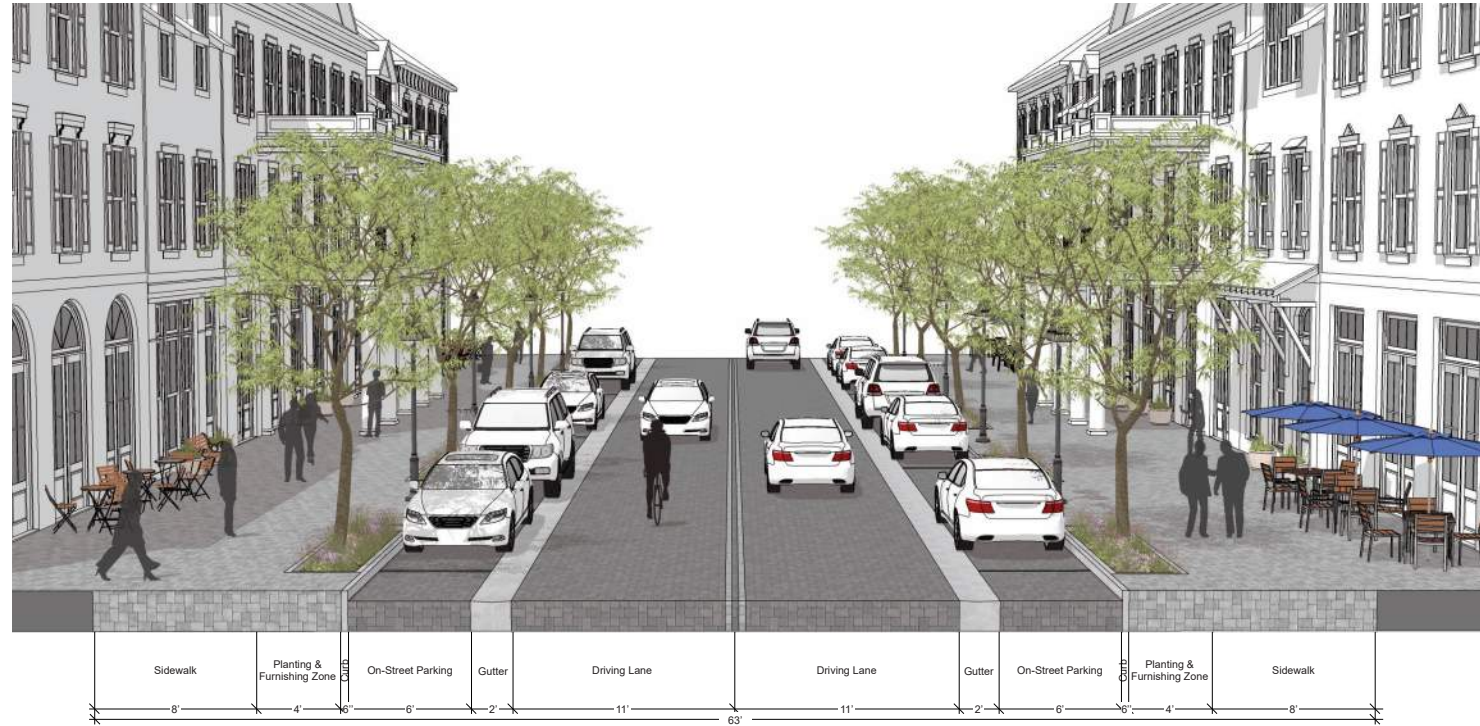 Sidewalk
Planting &
Furnishing Zone
Curb
On-Street Parking
Gutter
Driving Lane
Driving Lane
Gutter
On-Street Parking
Curb
Planting &
Furnishing Zone
Sidewalk
8' 4' 6" 6' 2' 11' 11' 2' 6' 6" 4' 8'
63'